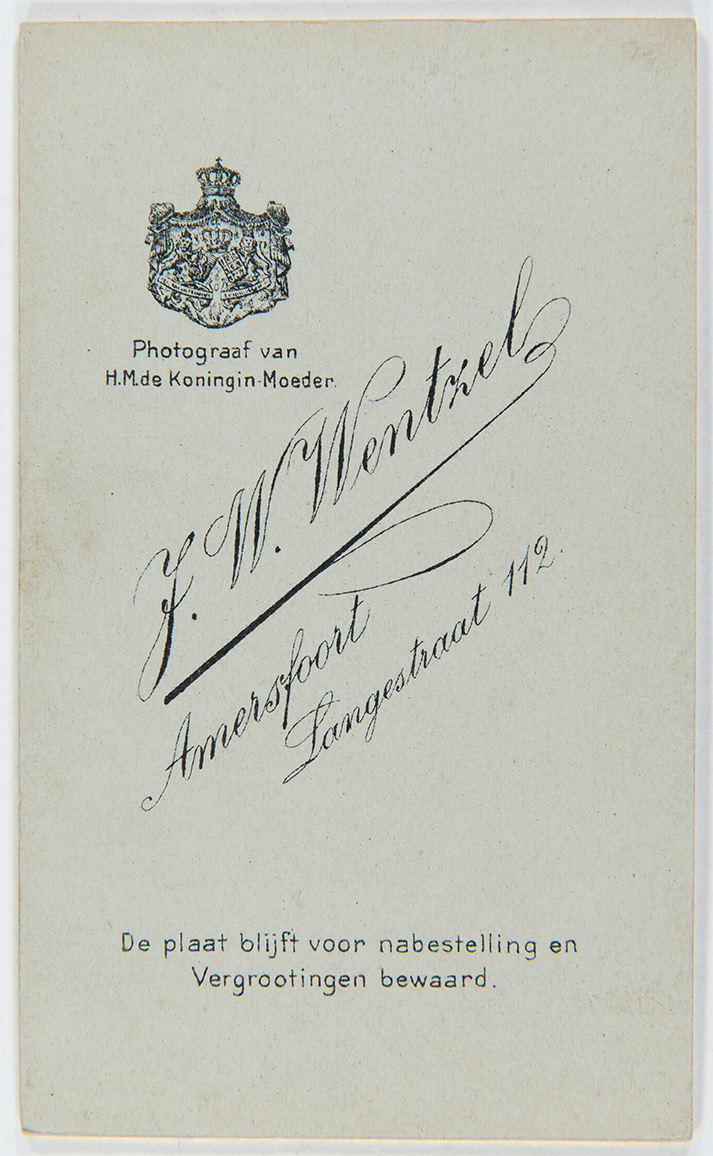 Photograaf van
H.M.de Koningin-Moeder.
J. W. Wentzel
Amersfoort
Langestraat 112.
De plaat blijft voor nabestelling en
Vergrootingen bewaard.